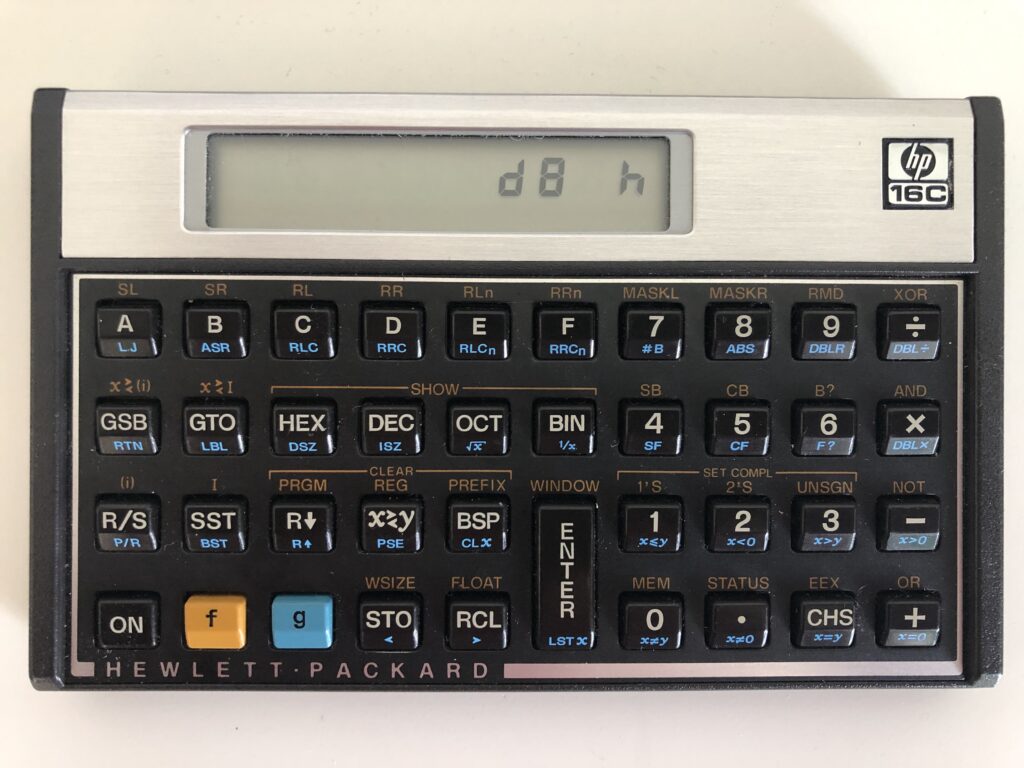 d8 h
hp
16C
SL SR RL RR RLn RRn MASKL MASKR RMD XOR
A B C D E F 7 8 9 ÷
LJ ASR RLC RRC RLCn RRCn #B ABS DBLR DBL÷
x≷(i) x≷I SHOW SB CB B? AND
GSB GTO HEX DEC OCT BIN 4 5 6 ×
RTN LBL DSZ ISZ √x 1/x SF CF F? DBL×
CLEAR SET COMPL
(i) I PRGM REG PREFIX WINDOW 1'S 2'S UNSGN NOT
R/S SST R↓ x≷y BSP ENTER 1 2 3 −
P/R BST R↑ PSE CLx x≤y x<0 x>y x>0
WSIZE FLOAT MEM STATUS EEX OR
ON f g STO RCL 0 · CHS +
< > LSTx x≠y x≠0 x=y x=0
HEWLETT·PACKARD